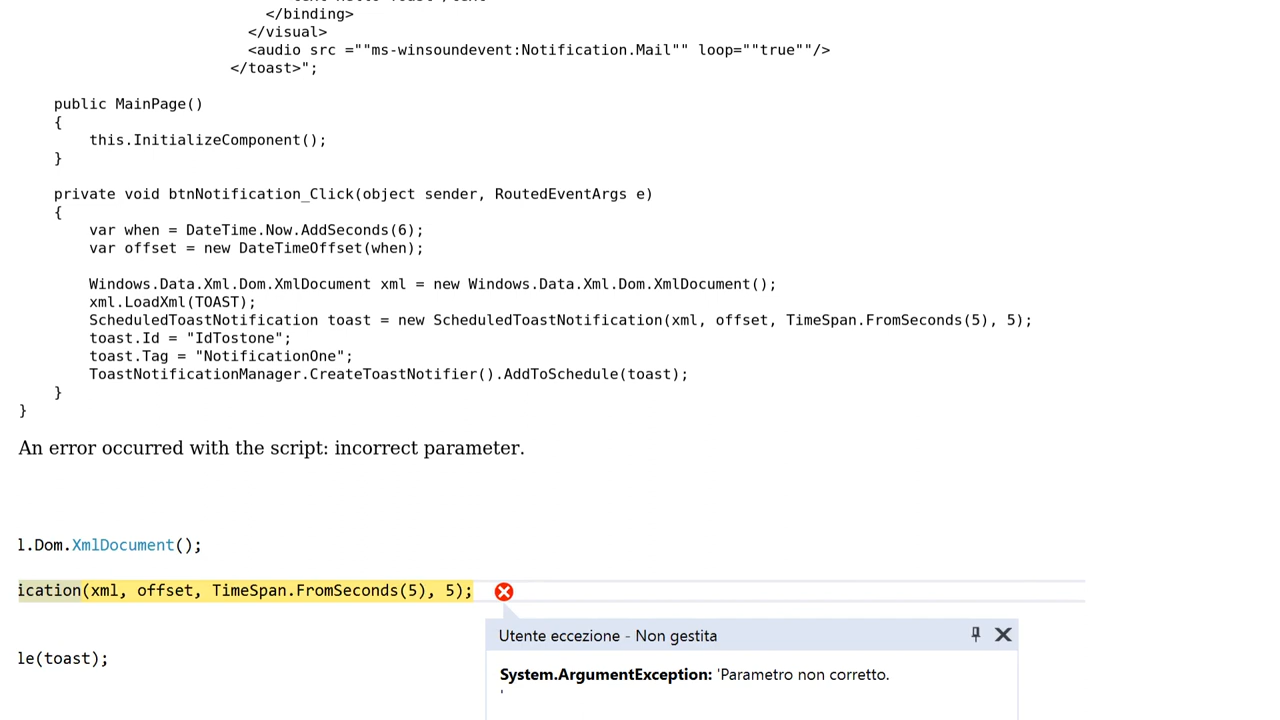 </binding>
</visual>
<audio src =""ms-winsoundevent:Notification.Mail"" loop=""true""/>
</toast>";
public MainPage()
{
this.InitializeComponent();
}
private void btnNotification_Click(object sender, RoutedEventArgs e)
{
var when = DateTime.Now.AddSeconds(6);
var offset = new DateTimeOffset(when);
Windows.Data.Xml.Dom.XmlDocument xml = new Windows.Data.Xml.Dom.XmlDocument();
xml.LoadXml(TOAST);
ScheduledToastNotification toast = new ScheduledToastNotification(xml, offset, TimeSpan.FromSeconds(5), 5);
toast.Id = "IdTostone";
toast.Tag = "NotificationOne";
ToastNotificationManager.CreateToastNotifier().AddToSchedule(toast);
}
}
An error occurred with the script: incorrect parameter.
l.Dom.XmlDocument();
ication(xml, offset, TimeSpan.FromSeconds(5), 5);
Utente eccezione - Non gestita
le(toast);
System.ArgumentException: 'Parametro non corretto.
'